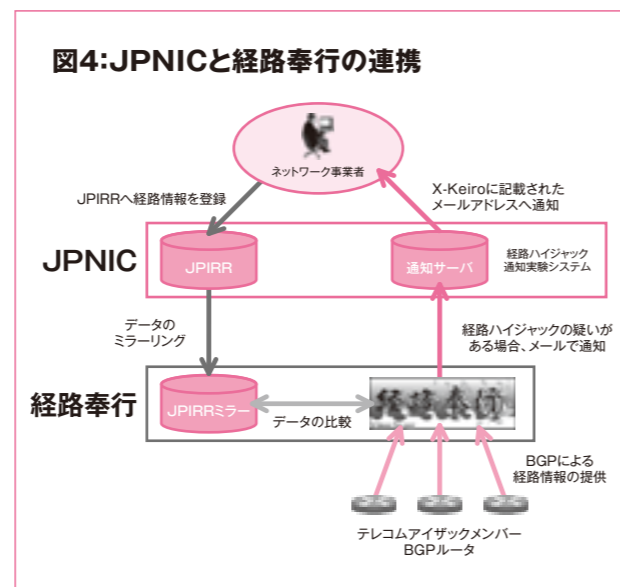 図4:JPNICと経路奉行の連携
ネットワーク事業者
JPIRRへ経路情報を登録
X-Keiroに記載された
メールアドレスへ通知
JPNIC
JPIRR
通知サーバ
経路ハイジャック
通知実験システム
データの
ミラーリング
経路ハイジャックの疑いが
ある場合、メールで通知
経路奉行
JPIRRミラー
データの比較
経路奉行
BGPによる
経路情報の提供
テレコムアイザックメンバー
BGPルータ